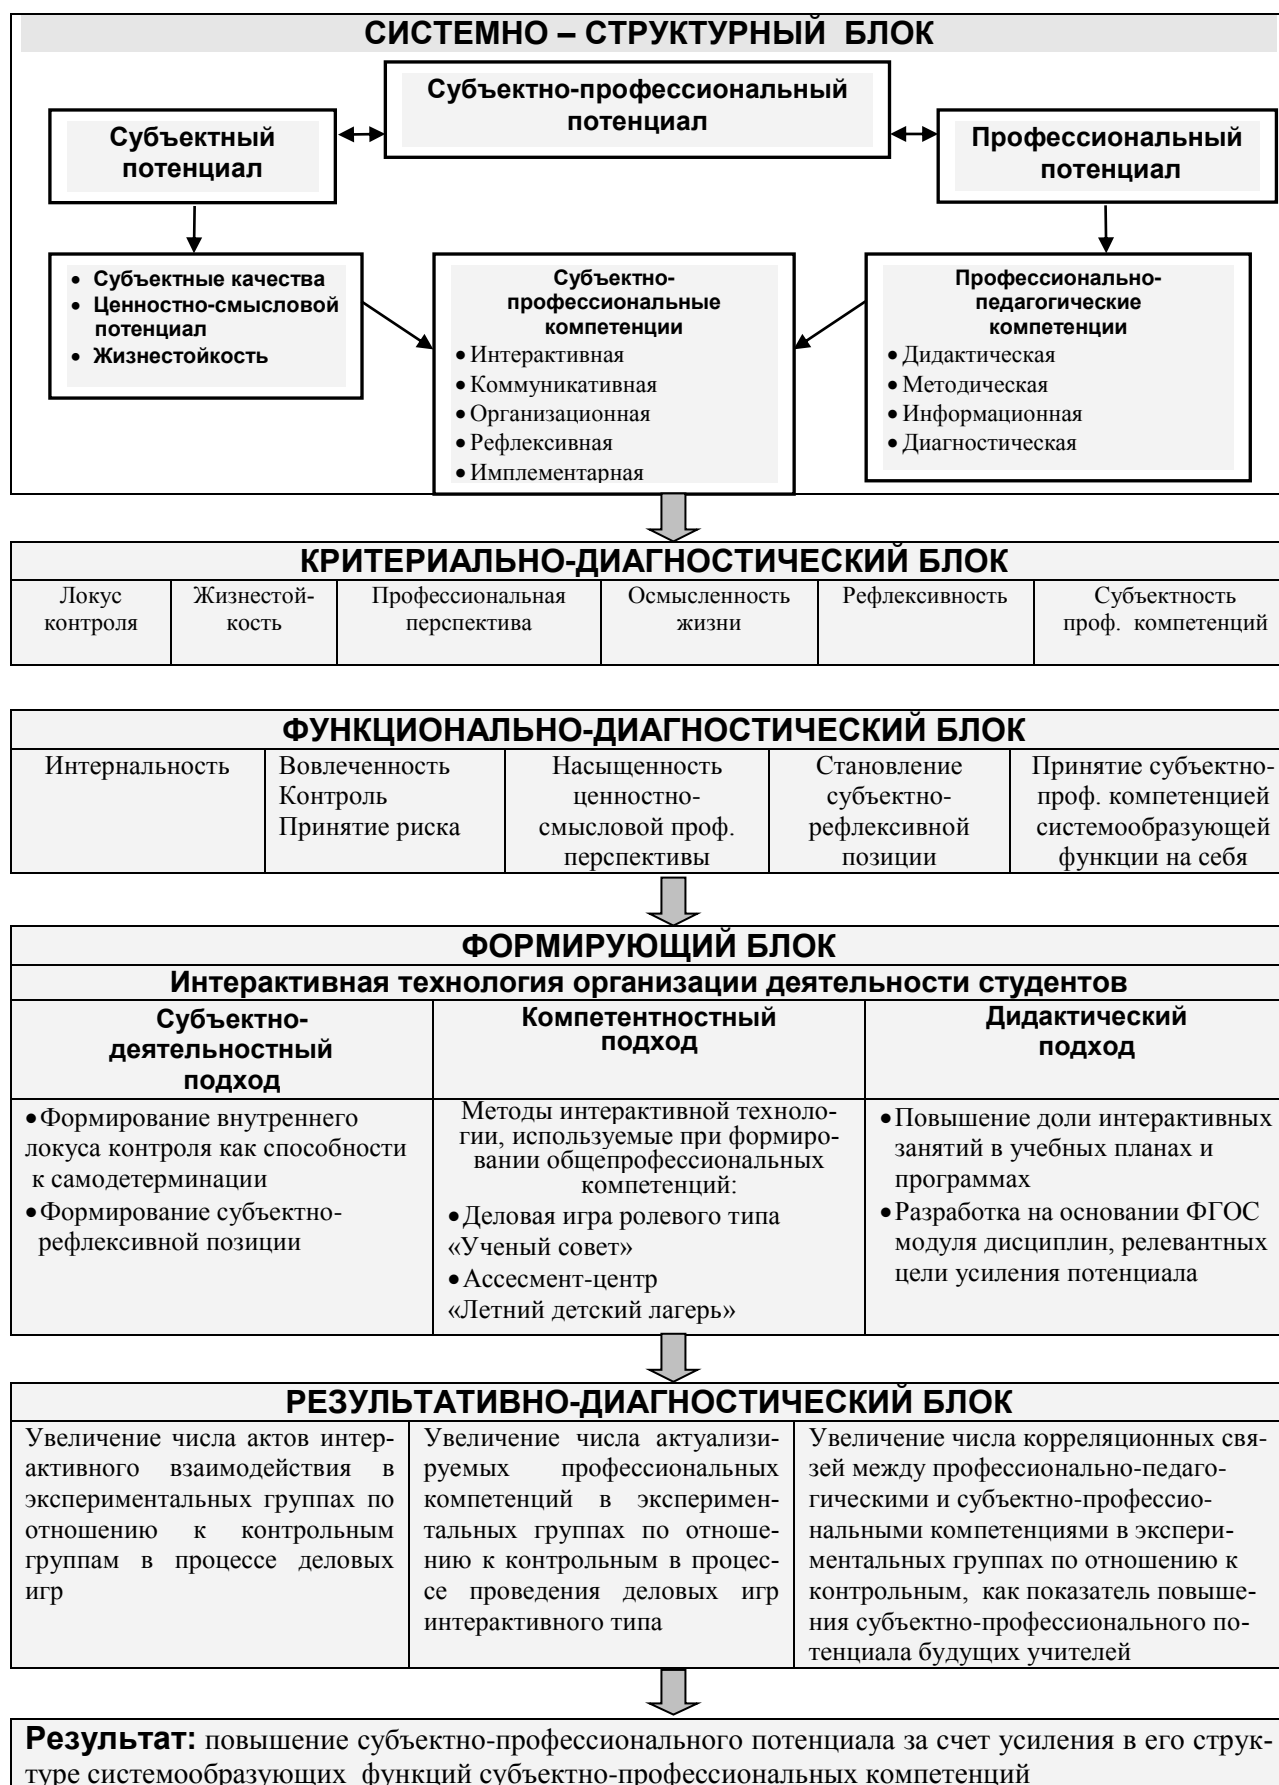 СИСТЕМНО – СТРУКТУРНЫЙ БЛОК
Субъектно-профессиональный
потенциал
Субъектный
потенциал
Профессиональный
потенциал
• Субъектные качества
• Ценностно-смысловой
потенциал
• Жизнестойкость
Субъектно-
профессиональные
компетенции
• Интерактивная
• Коммуникативная
• Организационная
• Рефлексивная
• Имплементарная
Профессионально-
педагогические
компетенции
• Дидактическая
• Методическая
• Информационная
• Диагностическая
КРИТЕРИАЛЬНО-ДИАГНОСТИЧЕСКИЙ БЛОК
Локус
контроля
Жизнестой-
кость
Профессиональная
перспектива
Осмысленность
жизни
Рефлексивность
Субъектность
проф. компетенций
ФУНКЦИОНАЛЬНО-ДИАГНОСТИЧЕСКИЙ БЛОК
Интернальность
Вовлеченность
Контроль
Принятие риска
Насыщенность
ценностно-
смысловой проф.
перспективы
Становление
субъектно-
рефлексивной
позиции
Принятие субъектно-
проф. компетенцией
системообразующей
функции на себя
ФОРМИРУЮЩИЙ БЛОК
Интерактивная технология организации деятельности студентов
Субъектно-
деятельностный
подход
Компетентностный
подход
Дидактический
подход
• Формирование внутреннего
локуса контроля как способности
к самодетерминации
• Формирование субъектно-
рефлексивной позиции
Методы интерактивной техноло-
гии, используемые при формиро-
вании общепрофессиональных
компетенций:
• Деловая игра ролевого типа
«Ученый совет»
• Ассесмент-центр
«Летний детский лагерь»
• Повышение доли интерактивных
занятий в учебных планах и
программах
• Разработка на основании ФГОС
модуля дисциплин, релевантных
цели усиления потенциала
РЕЗУЛЬТАТИВНО-ДИАГНОСТИЧЕСКИЙ БЛОК
Увеличение числа актов интер-
активного взаимодействия в
экспериментальных группах по
отношению к контрольным
группам в процессе деловых
игр
Увеличение числа актуализи-
руемых профессиональных
компетенций в эксперимен-
тальных группах по отноше-
нию к контрольным в процес-
се проведения деловых игр
интерактивного типа
Увеличение числа корреляционных свя-
зей между профессионально-педаго-
гическими и субъектно-профессио-
нальными компетенциями в экспери-
ментальных группах по отношению к
контрольным, как показатель повыше-
ния субъектно-профессионального по-
тенциала будущих учителей
Результат: повышение субъектно-профессионального потенциала за счет усиления в его струк-
туре системообразующих функций субъектно-профессиональных компетенций